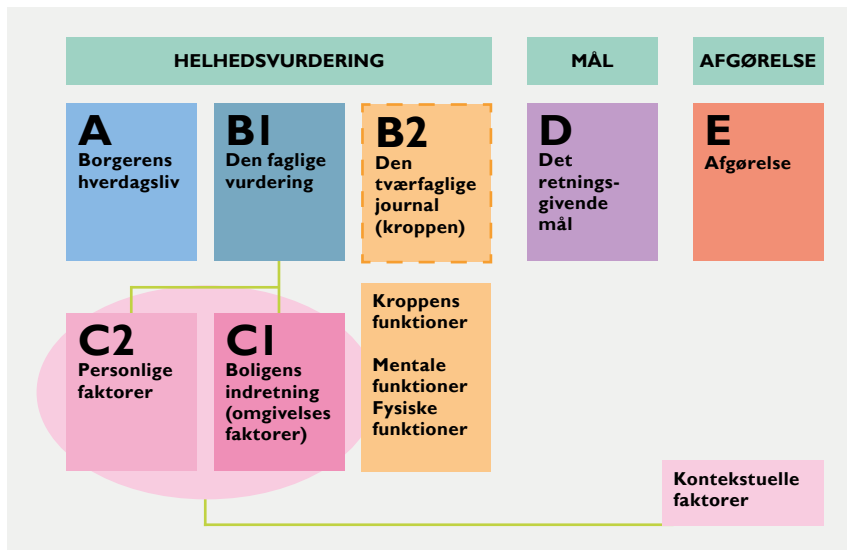 HELHEDSVURDERING
MÅL
AFGØRELSE
A
Borgerens
hverdagsliv
B1
Den faglige
vurdering
B2
Den
tværfaglige
journal
(kroppen)
D
Det
retnings-
givende
mål
E
Afgørelse
C2
Personlige
faktorer
C1
Boligens
indretning
(omgivelses
faktorer)
Kroppens
funktioner
Mentale
funktioner
Fysiske
funktioner
Kontekstuelle
faktorer